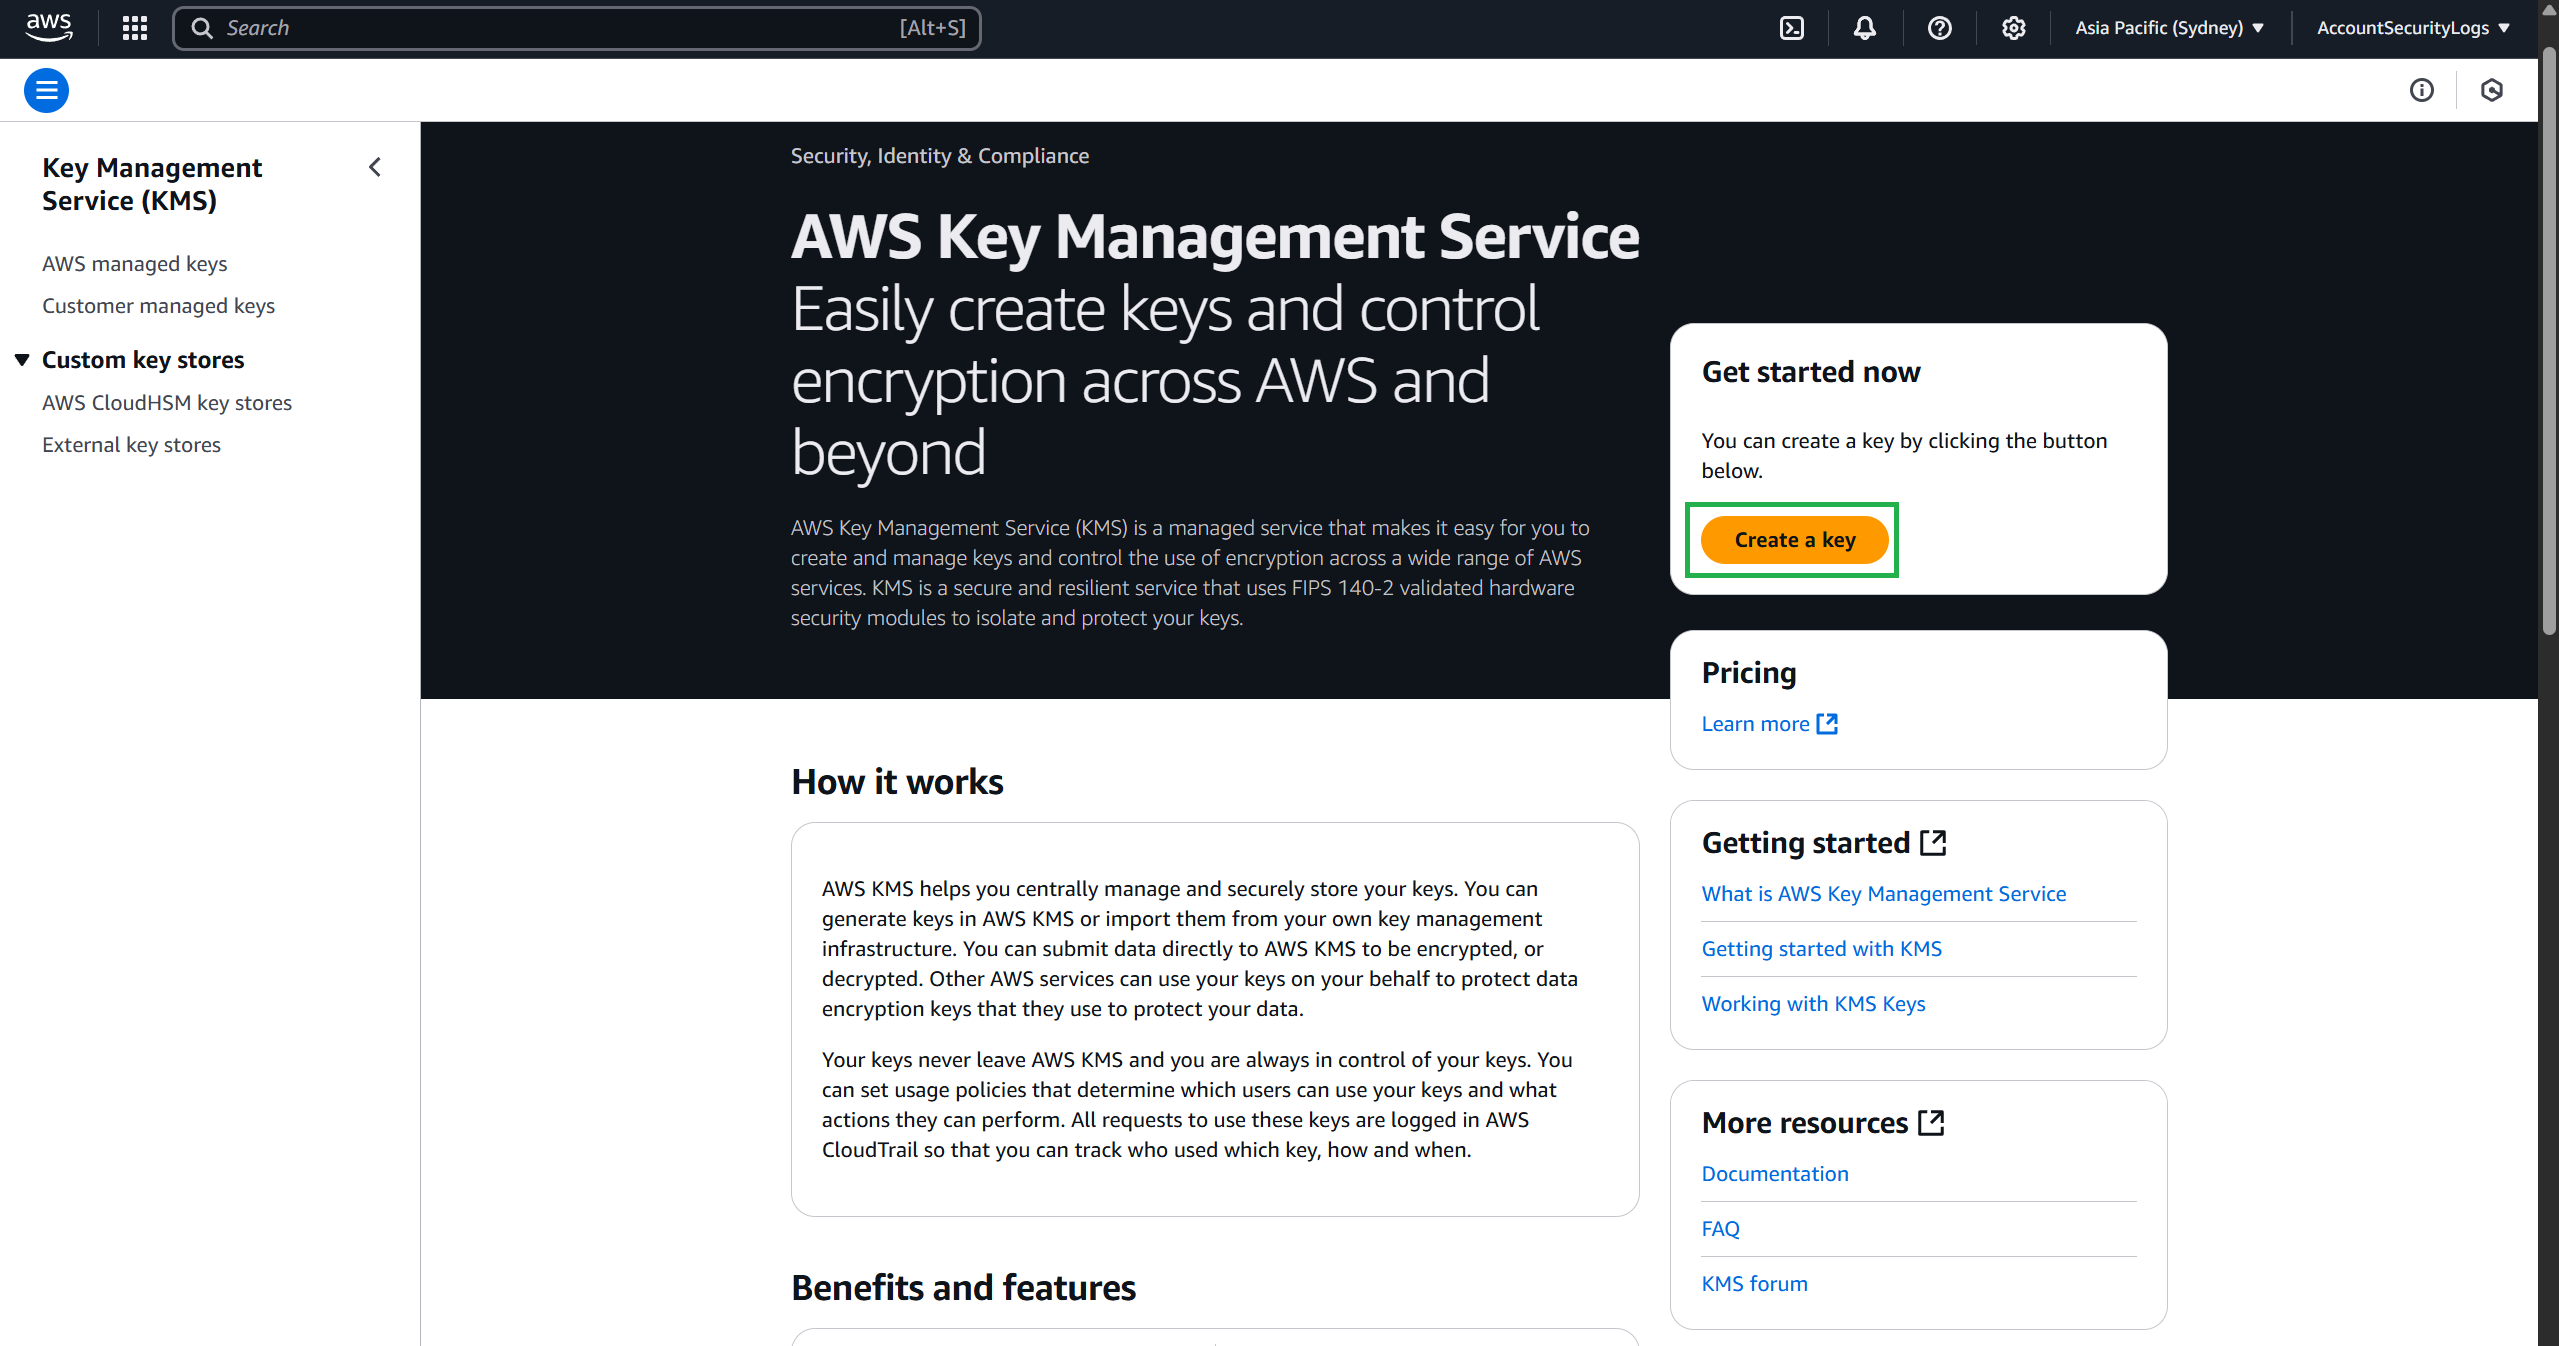 aws
Search
[Alt+S]
Asia Pacific (Sydney)
AccountSecurityLogs
Key Management
Service (KMS)
AWS managed keys
Customer managed keys
Custom key stores
AWS CloudHSM key stores
External key stores
Security, Identity & Compliance
AWS Key Management Service
Easily create keys and control
encryption across AWS and
beyond
AWS Key Management Service (KMS) is a managed service that makes it easy for you to
create and manage keys and control the use of encryption across a wide range of AWS
services. KMS is a secure and resilient service that uses FIPS 140-2 validated hardware
security modules to isolate and protect your keys.
Get started now
You can create a key by clicking the button
below.
Create a key
Pricing
Learn more
How it works
AWS KMS helps you centrally manage and securely store your keys. You can
generate keys in AWS KMS or import them from your own key management
infrastructure. You can submit data directly to AWS KMS to be encrypted, or
decrypted. Other AWS services can use your keys on your behalf to protect data
encryption keys that they use to protect your data.
Your keys never leave AWS KMS and you are always in control of your keys. You
can set usage policies that determine which users can use your keys and what
actions they can perform. All requests to use these keys are logged in AWS
CloudTrail so that you can track who used which key, how and when.
Getting started
What is AWS Key Management Service
Getting started with KMS
Working with KMS Keys
More resources
Documentation
FAQ
KMS forum
Benefits and features